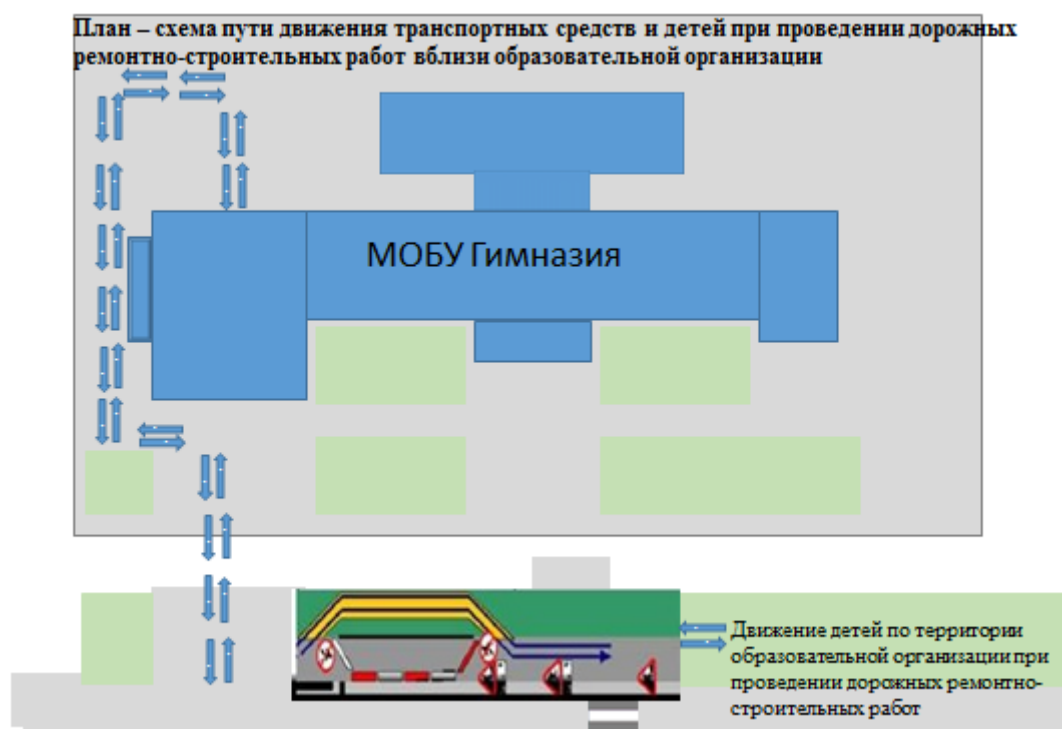 План – схема пути движения транспортных средств и детей при проведении дорожных
ремонтно-строительных работ вблизи образовательной организации
МОБУ Гимназия
Движение детей по территории
образовательной организации при
проведении дорожных ремонтно-
строительных работ